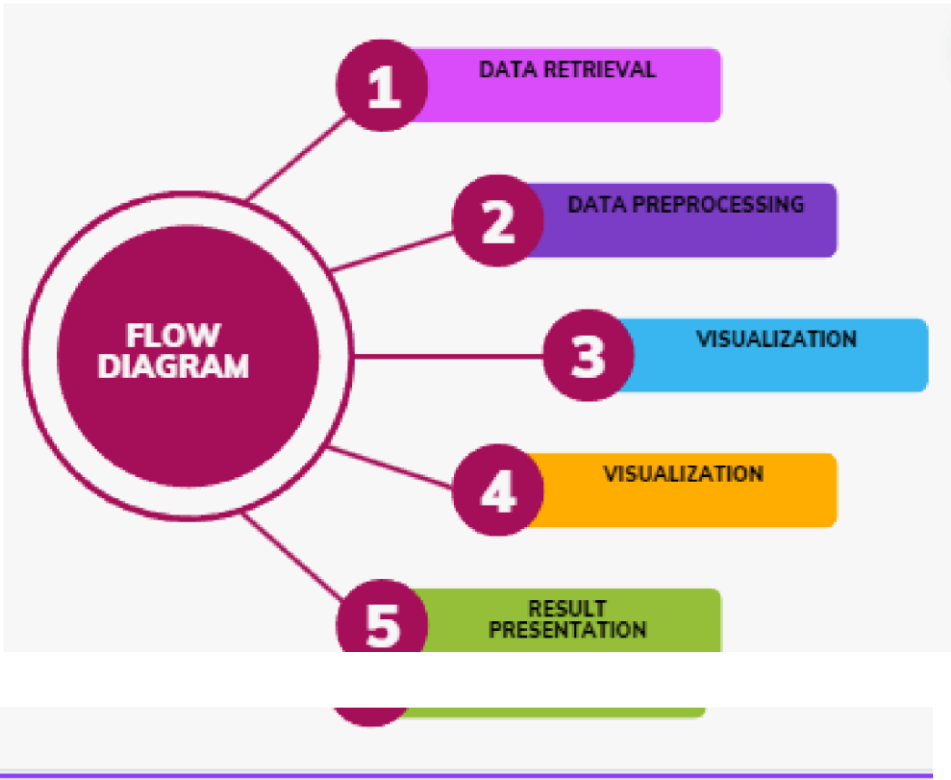 1
DATA RETRIEVAL
2
DATA PREPROCESSING
FLOW
DIAGRAM
3
VISUALIZATION
4
VISUALIZATION
5
RESULT
PRESENTATION